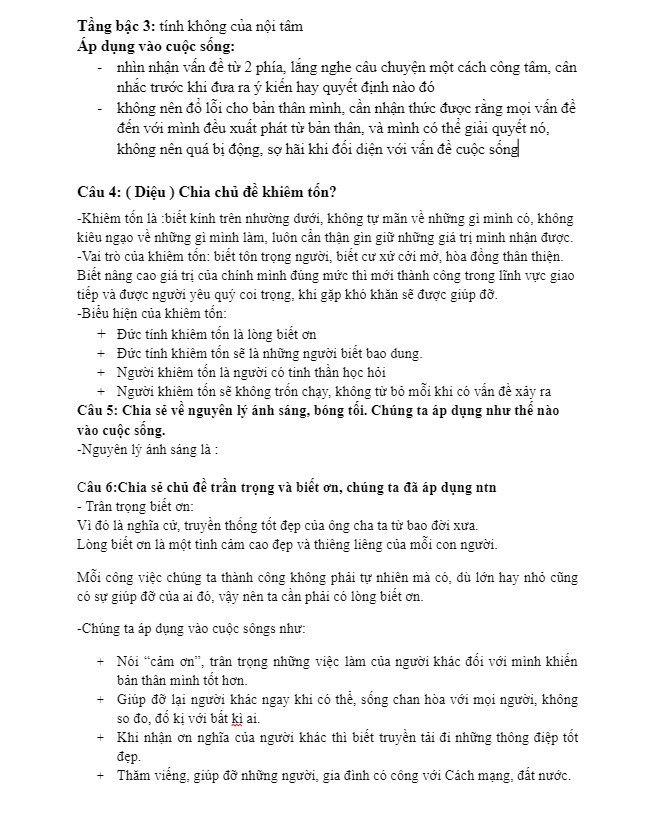 Tầng bậc 3: tính không của nội tâm
Áp dụng vào cuộc sống:
- nhìn nhận vấn đề từ 2 phía, lắng nghe câu chuyện một cách công tâm, cân
nhắc trước khi đưa ra ý kiến hay quyết định nào đó
- không nên đổ lỗi cho bản thân mình, cần nhận thức được rằng mọi vấn đề
đến với mình đều xuất phát từ bản thân, và mình có thể giải quyết nó,
không nên quá bị động, sợ hãi khi đối diện với vấn đề cuộc sống
Câu 4: ( Diệu ) Chia chủ đề khiêm tốn?
-Khiêm tốn là :biết kính trên nhường dưới, không tự mãn về những gì mình có, không
kiêu ngạo về những gì mình làm, luôn cẩn thận gìn giữ những giá trị mình nhận được.
-Vai trò của khiêm tốn: biết tôn trọng người, biết cư xử cởi mở, hòa đồng thân thiện.
Biết nâng cao giá trị của chính mình đúng mức thì mới thành công trong lĩnh vực giao
tiếp và được người yêu quý coi trọng, khi gặp khó khăn sẽ được giúp đỡ.
-Biểu hiện của khiêm tốn:
+ Đức tính khiêm tốn là lòng biết ơn
+ Đức tính khiêm tốn sẽ là những người biết bao dung.
+ Người khiêm tốn là người có tinh thần học hỏi
+ Người khiêm tốn sẽ không trốn chạy, không từ bỏ mỗi khi có vấn đề xảy ra
Câu 5: Chia sẻ về nguyên lý ánh sáng, bóng tối. Chúng ta áp dụng như thế nào
vào cuộc sống.
-Nguyên lý ánh sáng là :
Câu 6:Chia sẻ chủ đề trân trọng và biết ơn, chúng ta đã áp dụng ntn
- Trân trọng biết ơn:
Vì đó là nghĩa cử, truyền thống tốt đẹp của ông cha ta từ bao đời xưa.
Lòng biết ơn là một tình cảm cao đẹp và thiêng liêng của mỗi con người.
Mỗi công việc chúng ta thành công không phải tự nhiên mà có, dù lớn hay nhỏ cũng
có sự giúp đỡ của ai đó, vậy nên ta cần phải có lòng biết ơn.
-Chúng ta áp dụng vào cuộc sôngs như:
+ Nói “cảm ơn”, trân trọng những việc làm của người khác đối với mình khiến
bản thân mình tốt hơn.
+ Giúp đỡ lại người khác ngay khi có thể, sống chan hòa với mọi người, không
so đo, đố kị với bất kì ai.
+ Khi nhận ơn nghĩa của người khác thì biết truyền tải đi những thông điệp tốt
đẹp.
+ Thăm viếng, giúp đỡ những người, gia đình có công với Cách mạng, đất nước.